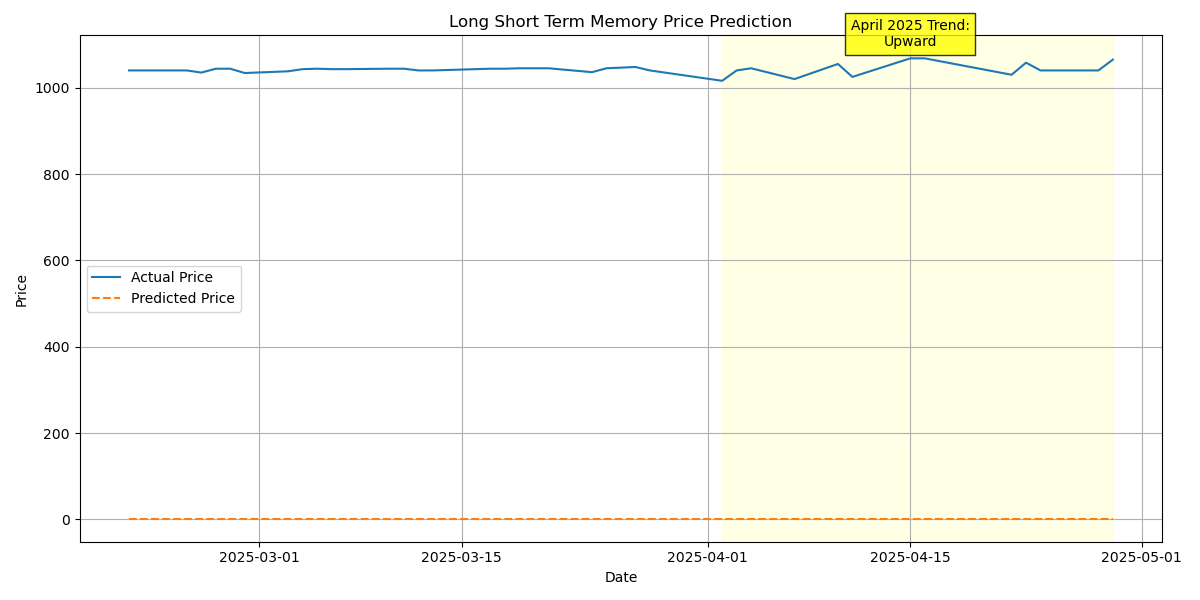 Long Short Term Memory Price Prediction
April 2025 Trend:
Upward
1000
800
600
400
200
0
Price
Actual Price
Predicted Price
2025-03-01
2025-03-15
2025-04-01
2025-04-15
2025-05-01
Date